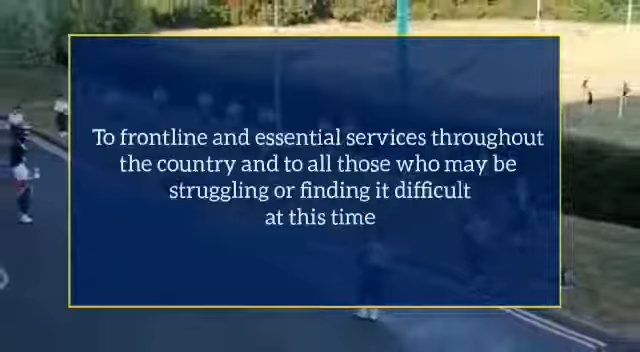 To frontline and essential services throughout
the country and to all those who may be
struggling or finding it difficult
at this time